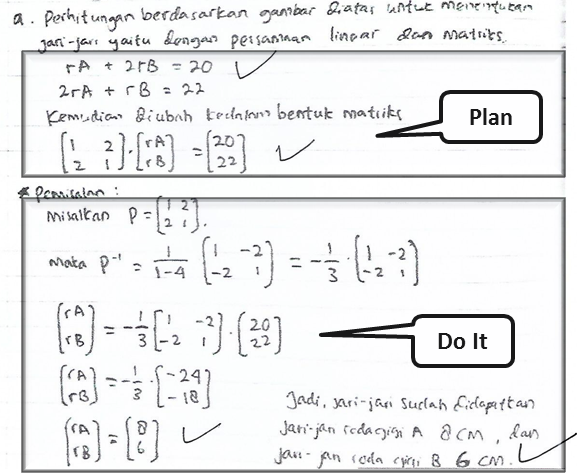 a. Perhitungan berdasarkan gambar diatas untuk menentukan
jari-jari yaitu dengan persamaan linear dan matriks.
rA + 2rB = 20 ✓
2rA + rB = 22
Kemudian diubah kedalam bentuk matriks
[1 2; 2 1] · [rA; rB] = [20; 22] ✓
Plan
* Pemisalan :
Misalkan P = [1 2; 2 1].
Maka P⁻¹ = 1/(1-4) [1 -2; -2 1] = -1/3 · [1 -2; -2 1]
[rA; rB] = -1/3 [1 -2; -2 1] · [20; 22]
Do It
[rA; rB] = -1/3 · [-24; -18]
[rA; rB] = [8; 6] ✓
Jadi, jari-jari sudah didapatkan
jari-jari roda gigi A 8 cm, dan
jari-jari roda gigi B 6 cm. ✓